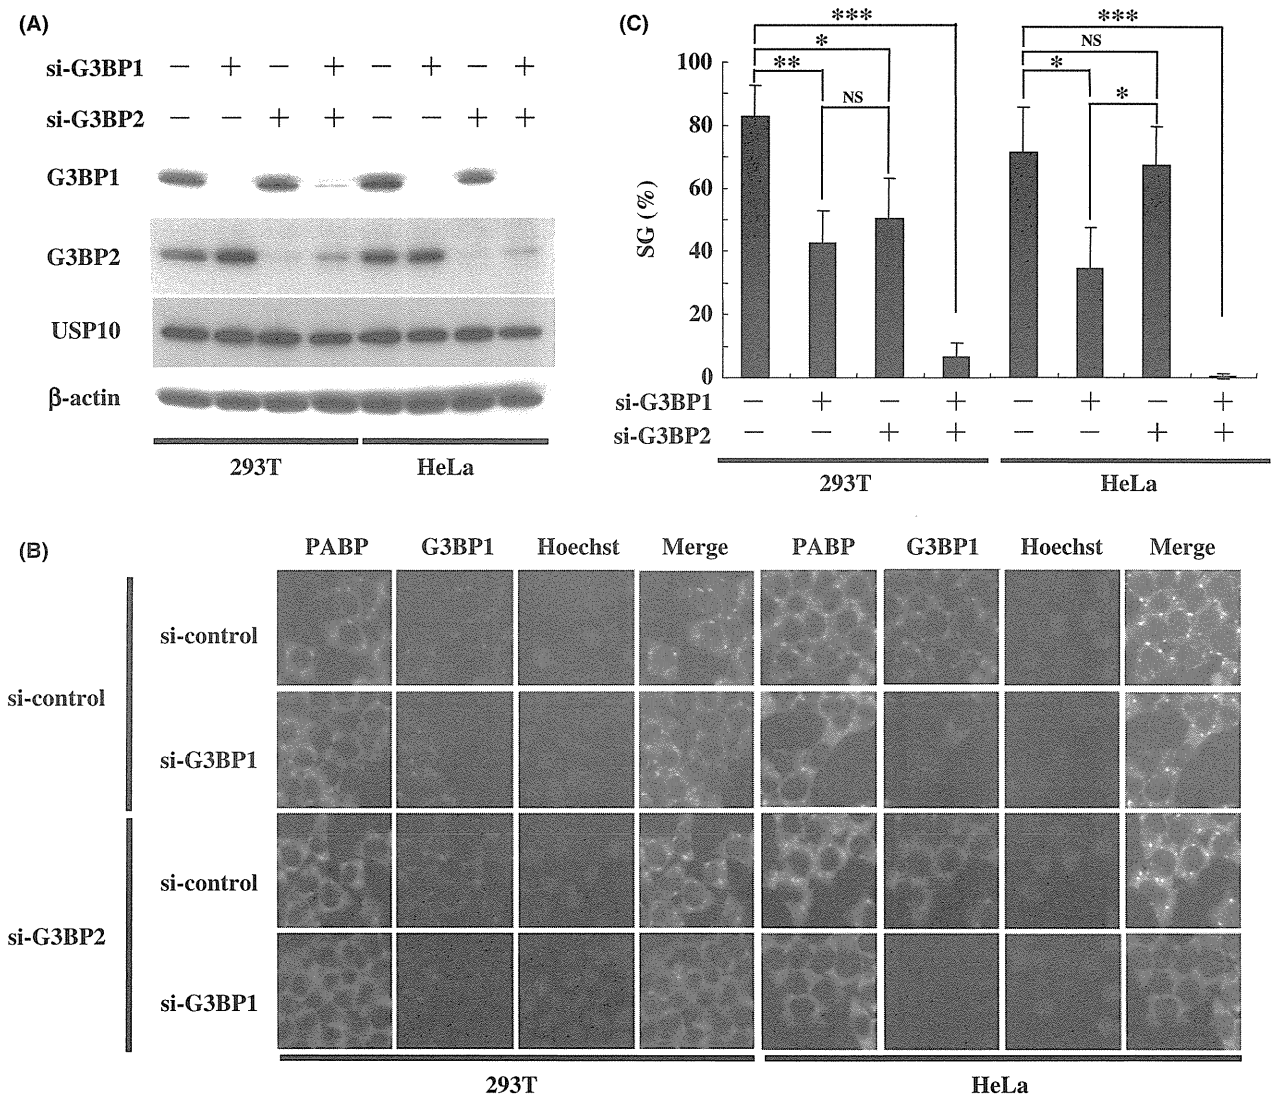 (A)
si-G3BP1 − + − + − + − +
si-G3BP2 − − + + − − + +
G3BP1
G3BP2
USP10
β-actin
293T HeLa
(C)
SG (%)
100
80
60
40
20
0
*** * ** NS
*** NS * *
si-G3BP1 − + − + − + − +
si-G3BP2 − − + + − − + +
293T HeLa
(B)
PABP G3BP1 Hoechst Merge PABP G3BP1 Hoechst Merge
si-control
si-control
si-G3BP1
si-G3BP2
si-control
si-G3BP1
293T HeLa